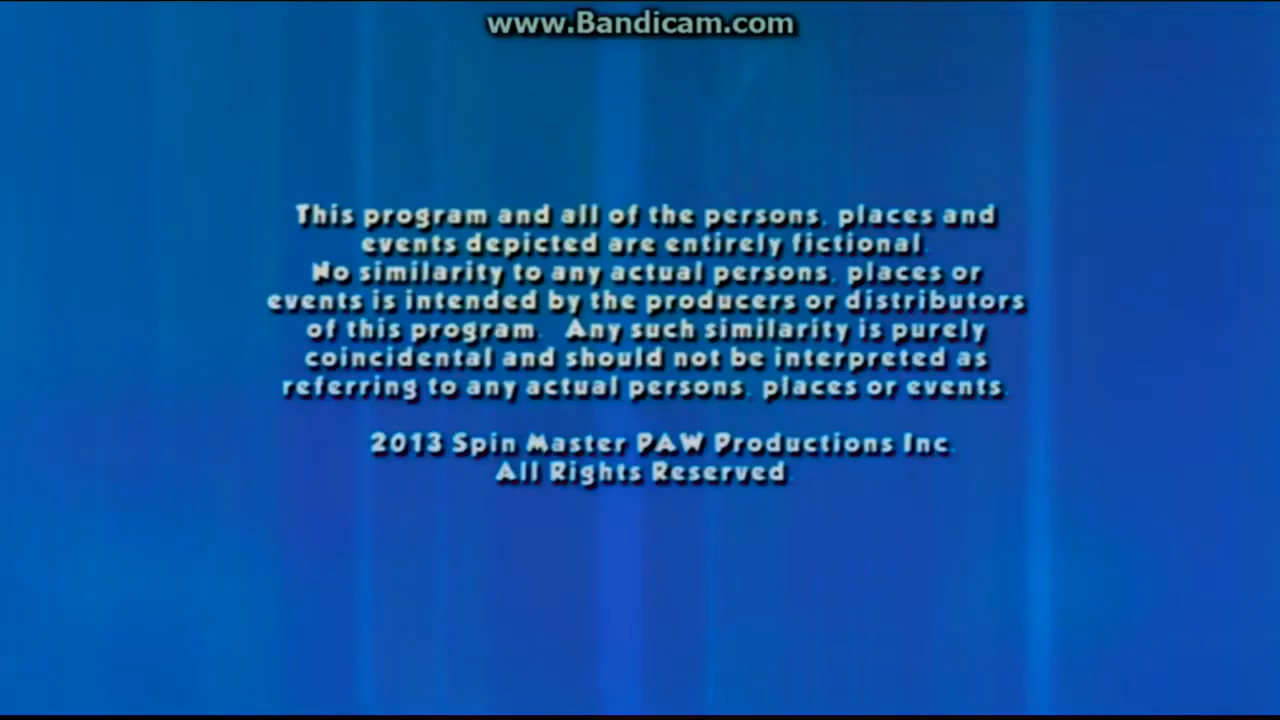 www.Bandicam.com
This program and all of the persons, places and
events depicted are entirely fictional.
No similarity to any actual persons, places or
events is intended by the producers or distributors
of this program.  Any such similarity is purely
coincidental and should not be interpreted as
referring to any actual persons, places or events.
2013 Spin Master PAW Productions Inc.
All Rights Reserved.